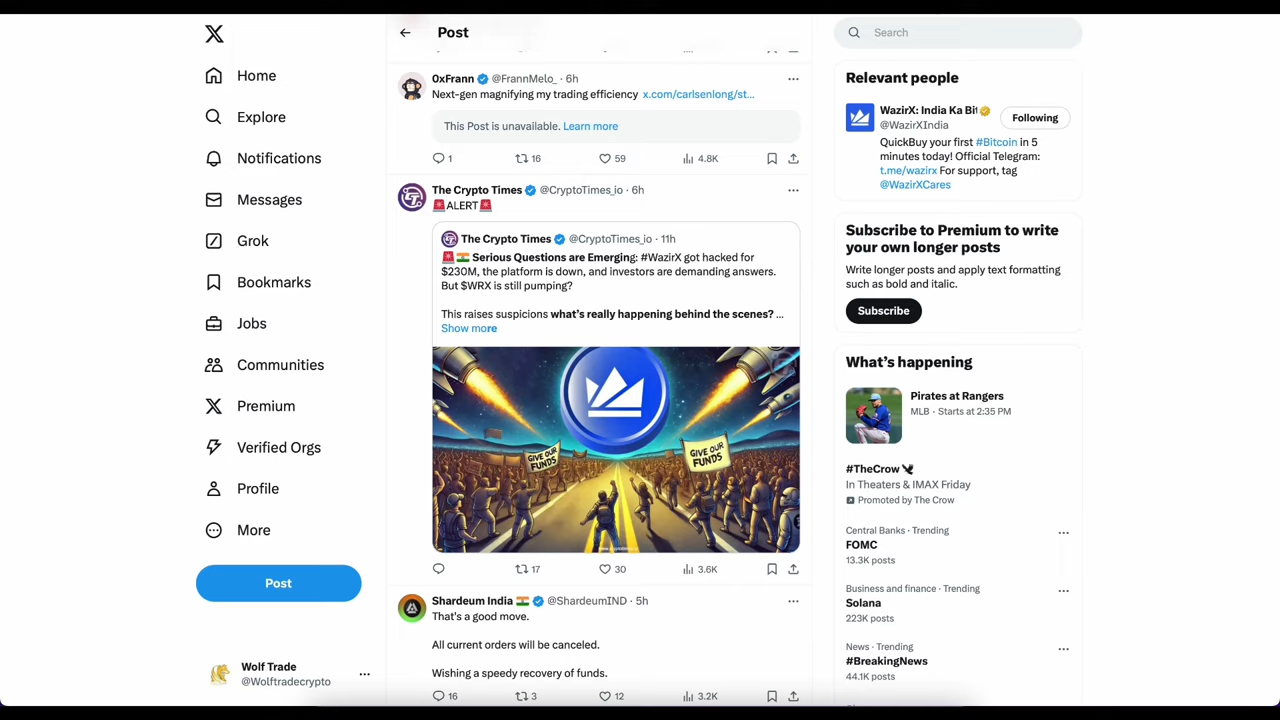 Home
Explore
Notifications
Messages
Grok
Bookmarks
Jobs
Communities
Premium
Verified Orgs
Profile
More
Post
Wolf Trade
@Wolftradecrypto
Post
0xFrann @FrannMelo_ · 6h
Next-gen magnifying my trading efficiency x.com/carlsenlong/st…
This Post is unavailable. Learn more
1 16 59 4.8K
The Crypto Times @CryptoTimes_io · 6h
🚨ALERT🚨
The Crypto Times @CryptoTimes_io · 11h
🚨🇮🇳 Serious Questions are Emerging: #WazirX got hacked for
$230M, the platform is down, and investors are demanding answers.
But $WRX is still pumping?
This raises suspicions what's really happening behind the scenes? ...
Show more
GIVE OUR
FUNDS
GIVE OUR
FUNDS
17 30 3.6K
Shardeum India 🇮🇳 @ShardeumIND · 5h
That's a good move.
All current orders will be canceled.
Wishing a speedy recovery of funds.
16 3 12 3.2K
Search
Relevant people
WazirX: India Ka Bit
@WazirXIndia
Following
QuickBuy your first #Bitcoin in 5
minutes today! Official Telegram:
t.me/wazirx For support, tag
@WazirXCares
Subscribe to Premium to write
your own longer posts
Write longer posts and apply text formatting
such as bold and italic.
Subscribe
What's happening
Pirates at Rangers
MLB · Starts at 2:35 PM
#TheCrow
In Theaters & IMAX Friday
Promoted by The Crow
Central Banks · Trending
FOMC
13.3K posts
Business and finance · Trending
Solana
223K posts
News · Trending
#BreakingNews
44.1K posts